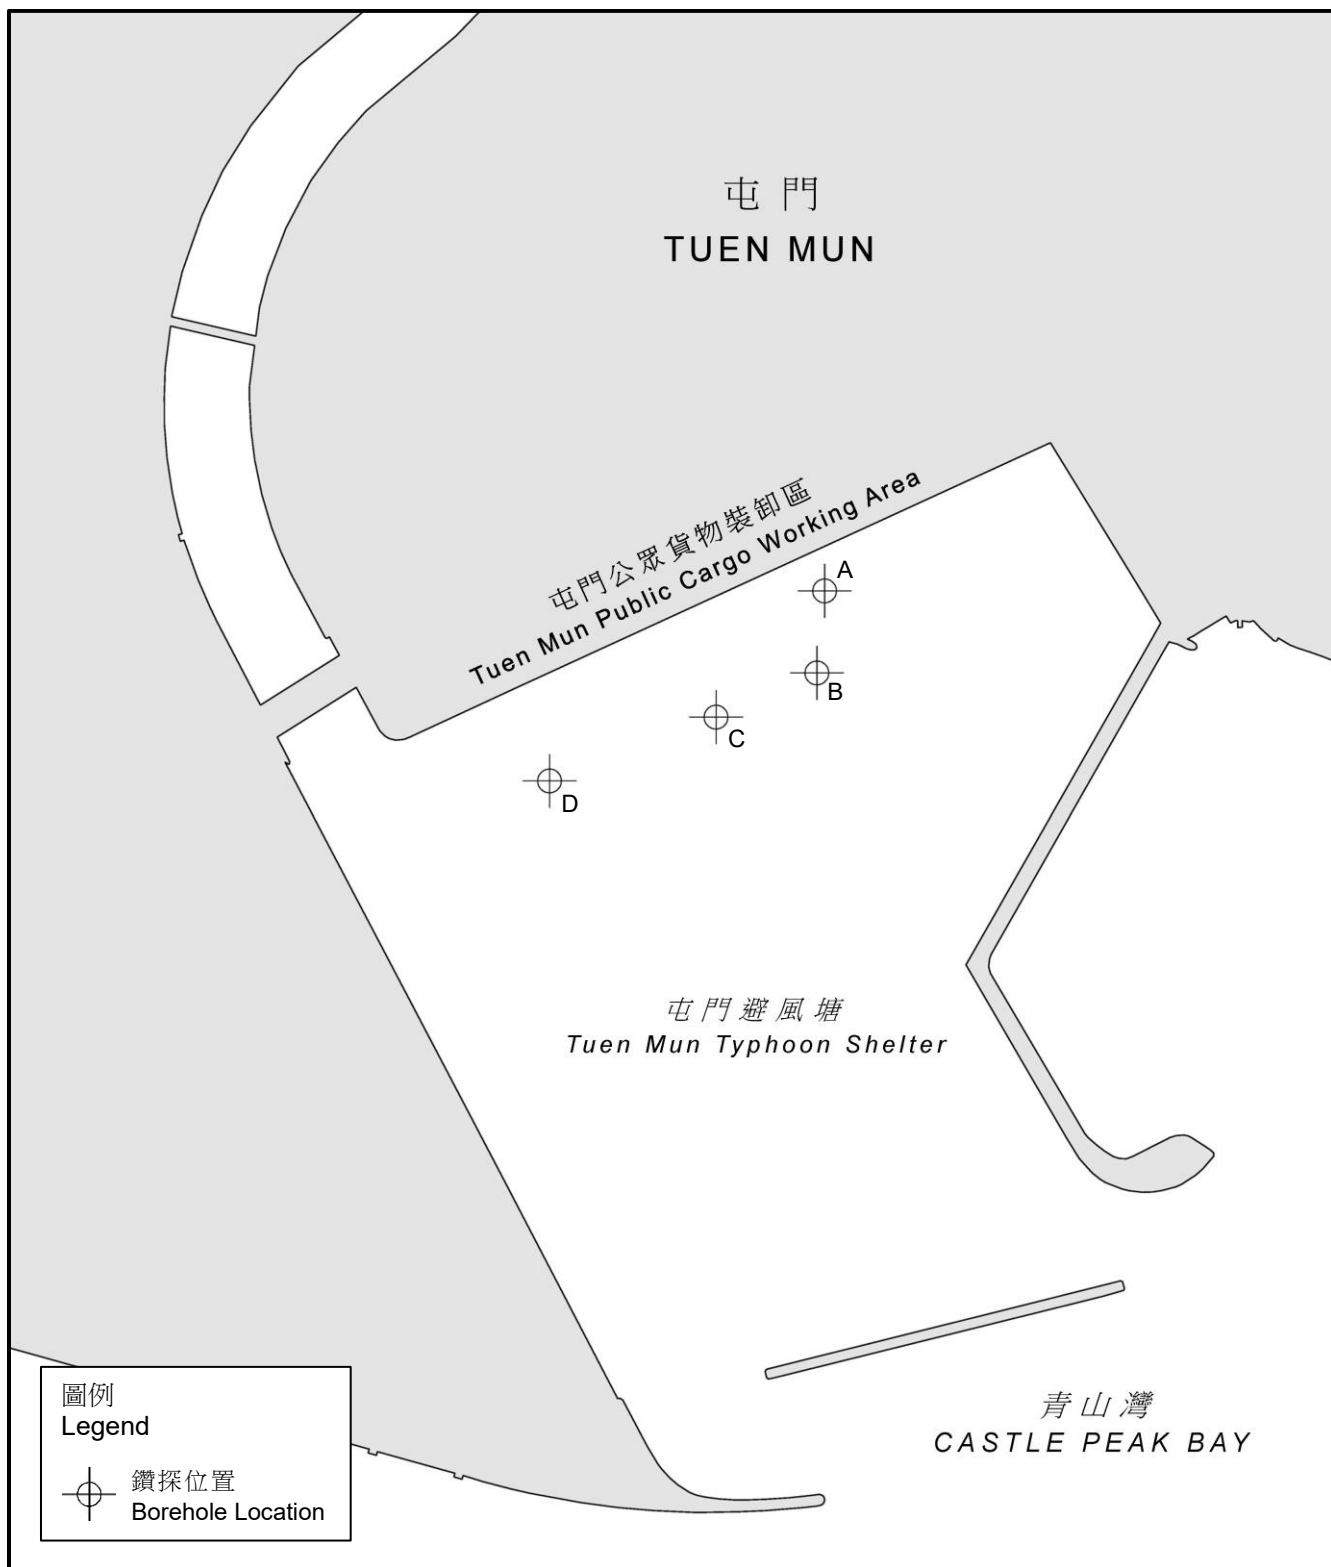 屯門
TUEN MUN
屯門公眾貨物裝卸區
Tuen Mun Public Cargo Working Area
A
B
C
D
屯門避風塘
Tuen Mun Typhoon Shelter
青山灣
CASTLE PEAK BAY
圖例
Legend
鑽探位置
Borehole Location